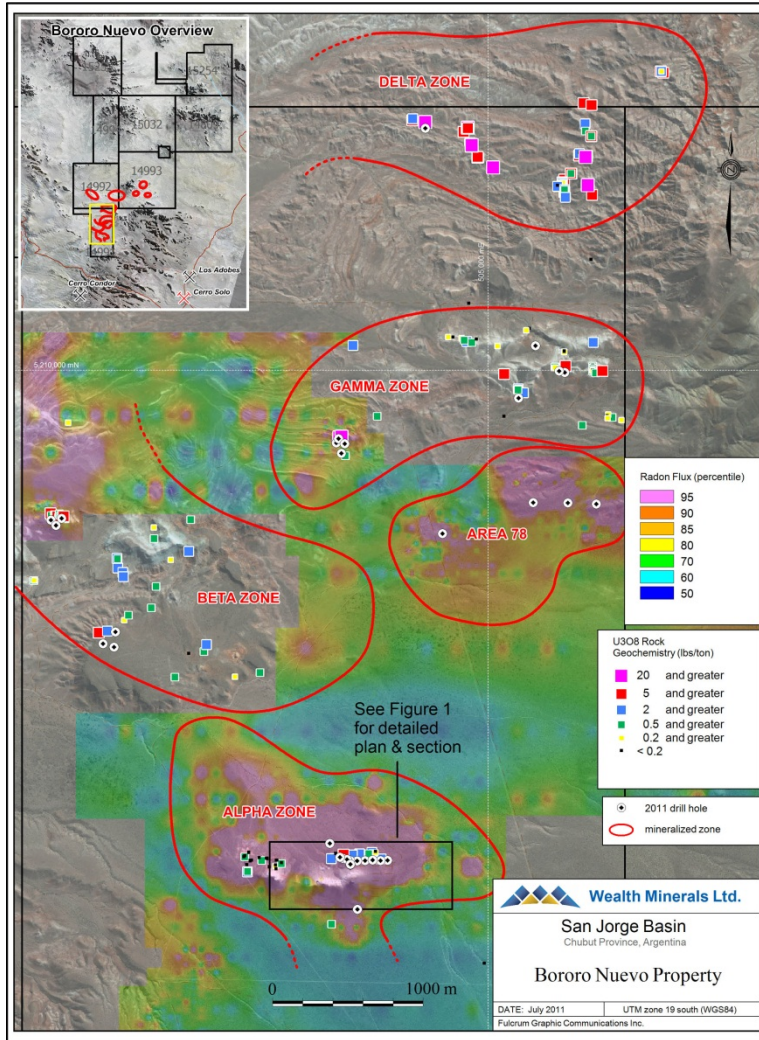 Bororo Nuevo Overview
15254
15032
14992
14993
Los Adobes
Cerro Condor
Cerro Solo
DELTA ZONE
5,210,000 mN
GAMMA ZONE
AREA 78
BETA ZONE
See Figure 1
for detailed
plan & section
ALPHA ZONE
0 1000 m
Radon Flux (percentile)
95
90
85
80
70
60
50
U3O8 Rock
Geochemistry (lbs/ton)
20 and greater
5 and greater
2 and greater
0.5 and greater
0.2 and greater
< 0.2
2011 drill hole
mineralized zone
Wealth Minerals Ltd.
San Jorge Basin
Chubut Province, Argentina
Bororo Nuevo Property
DATE: July 2011 UTM zone 19 south (WGS84)
Fulcrum Graphic Communications Inc.